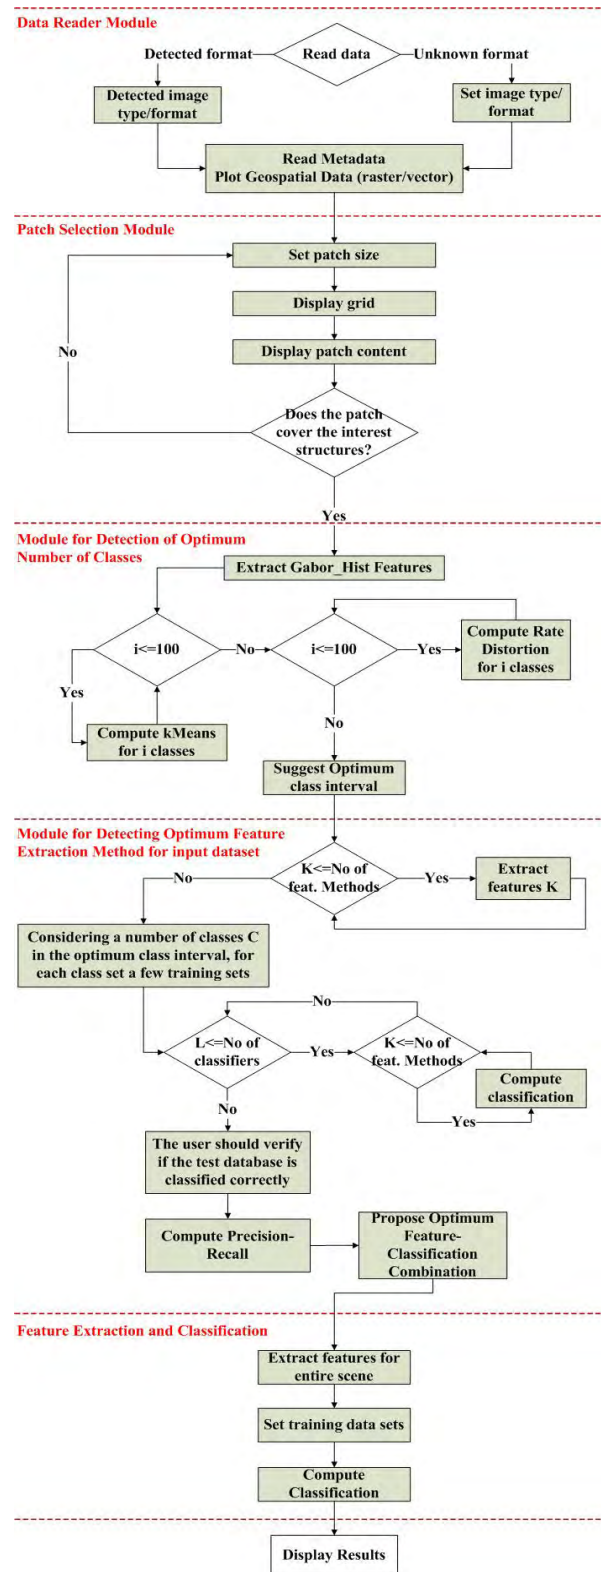 Data Reader Module
Detected format
Read data
Unknown format
Detected image
type/format
Set image type/
format
Read Metadata
Plot Geospatial Data (raster/vector)
Patch Selection Module
Set patch size
Display grid
No
Display patch content
Does the patch
cover the interest
structures?
Yes
Module for Detection of Optimum
Number of Classes
Extract Gabor_Hist Features
i<=100
No
i<=100
Yes
Compute Rate
Distortion
for i classes
Yes
Compute kMeans
for i classes
No
Suggest Optimum
class interval
Module for Detecting Optimum Feature
Extraction Method for input dataset
No
K<=No of
feat. Methods
Yes
Extract
features K
Considering a number of classes C
in the optimum class interval, for
each class set a few training sets
No
L<=No of
classifiers
Yes
K<=No of
feat. Methods
Compute
classification
Yes
No
The user should verify
if the test database is
classified correctly
Compute Precision-
Recall
Propose Optimum
Feature-
Classification
Combination
Feature Extraction and Classification
Extract features for
entire scene
Set training data sets
Compute
Classification
Display Results